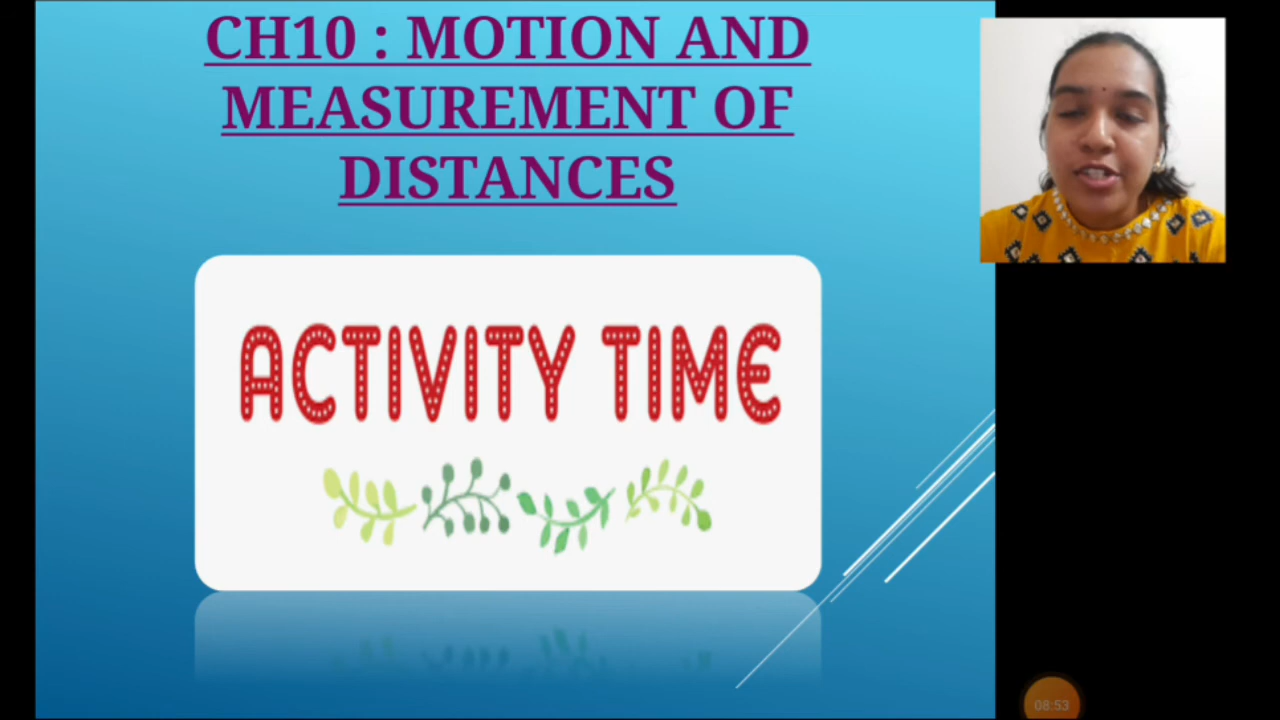 CH10 : MOTION AND
MEASUREMENT OF
DISTANCES
ACTIVITY TIME
08:53